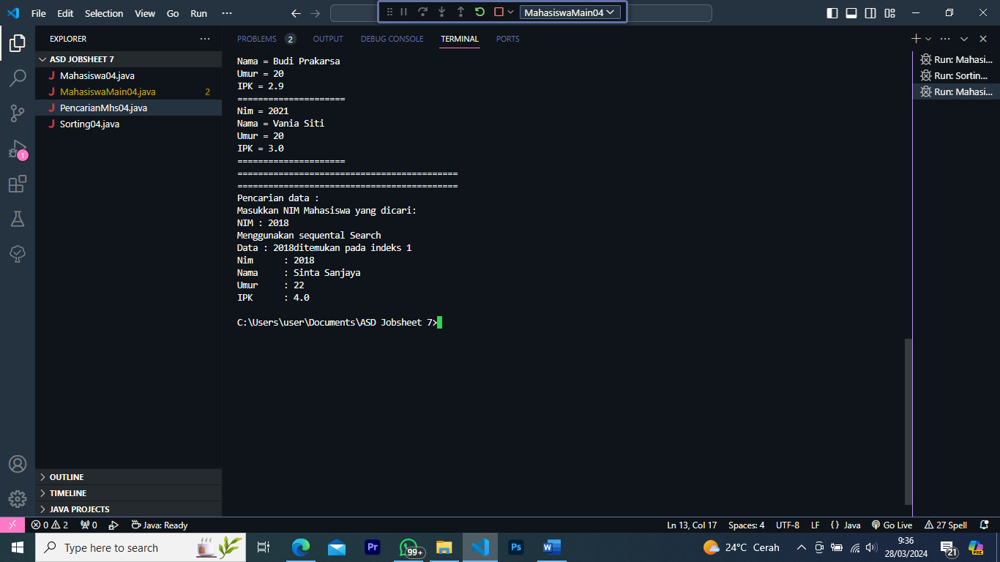 File Edit Selection View Go Run ···
MahasiswaMain04
EXPLORER
ASD JOBSHEET 7
Mahasiswa04.java
MahasiswaMain04.java 2
PencarianMhs04.java
Sorting04.java
OUTLINE
TIMELINE
JAVA PROJECTS
1
PROBLEMS 2 OUTPUT DEBUG CONSOLE TERMINAL PORTS
Nama = Budi Prakarsa
Umur = 20
IPK = 2.9
=====================
Nim = 2021
Nama = Vania Siti
Umur = 20
IPK = 3.0
=====================
===========================================
===========================================
Pencarian data :
Masukkan NIM Mahasiswa yang dicari:
NIM : 2018
Menggunakan sequental Search
Data : 2018ditemukan pada indeks 1
Nim : 2018
Nama : Sinta Sanjaya
Umur : 22
IPK : 4.0
C:\Users\user\Documents\ASD Jobsheet 7>
Run: Mahasi...
Run: Sortin...
Run: Mahasi...
0 2 0 Java: Ready Ln 13, Col 17 Spaces: 4 UTF-8 LF {} Java Go Live 27 Spell
Type here to search Pr 99+ Ps W 24°C Cerah 9:36 21 PRE
28/03/2024